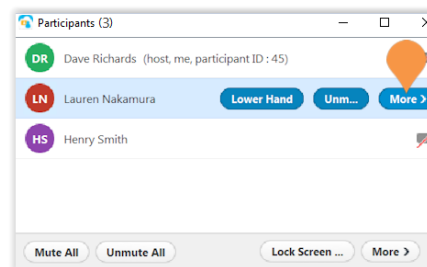 Participants (3)
DR Dave Richards (host, me, participant ID : 45)
LN Lauren Nakamura Lower Hand Unm... More >
HS Henry Smith
Mute All Unmute All Lock Screen ... More >